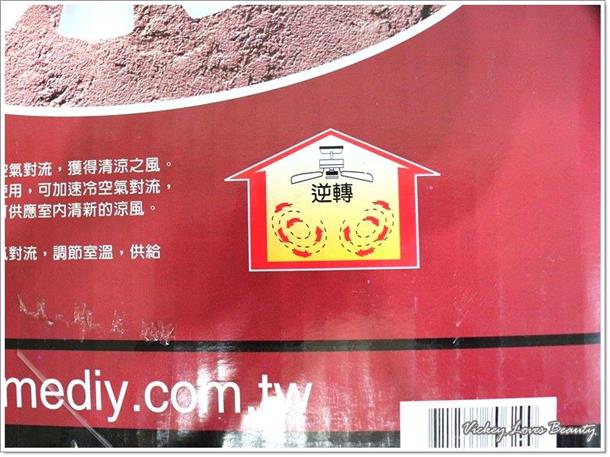 空氣對流，獲得清涼之風。
使用，可加速冷空氣對流，
可供應室內清新的涼風。
氣對流，調節室溫，供給
逆轉
mediy.com.tw
Vickey Loves Beauty